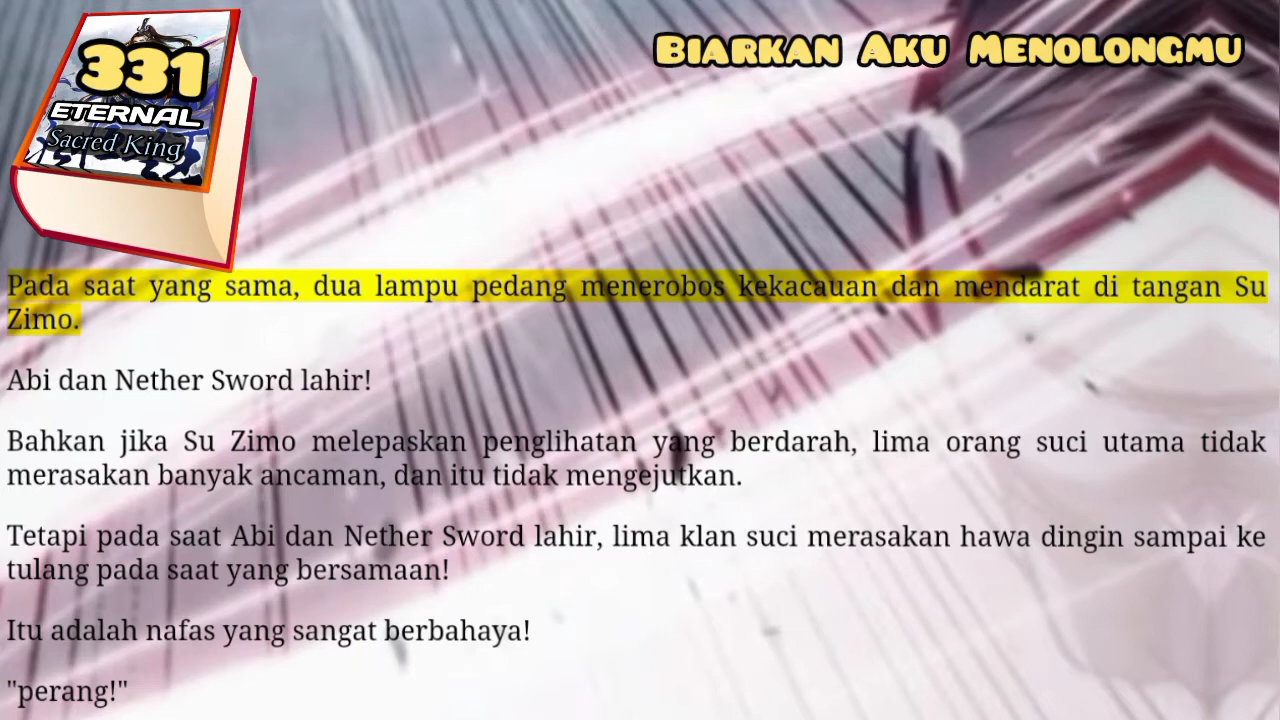 331
ETERNAL
Sacred King
BIARKAN AKU MENOLONGMU
Pada saat yang sama, dua lampu pedang menerobos kekacauan dan mendarat di tangan Su
Zimo.
Abi dan Nether Sword lahir!
Bahkan jika Su Zimo melepaskan penglihatan yang berdarah, lima orang suci utama tidak
merasakan banyak ancaman, dan itu tidak mengejutkan.
Tetapi pada saat Abi dan Nether Sword lahir, lima klan suci merasakan hawa dingin sampai ke
tulang pada saat yang bersamaan!
Itu adalah nafas yang sangat berbahaya!
"perang!"